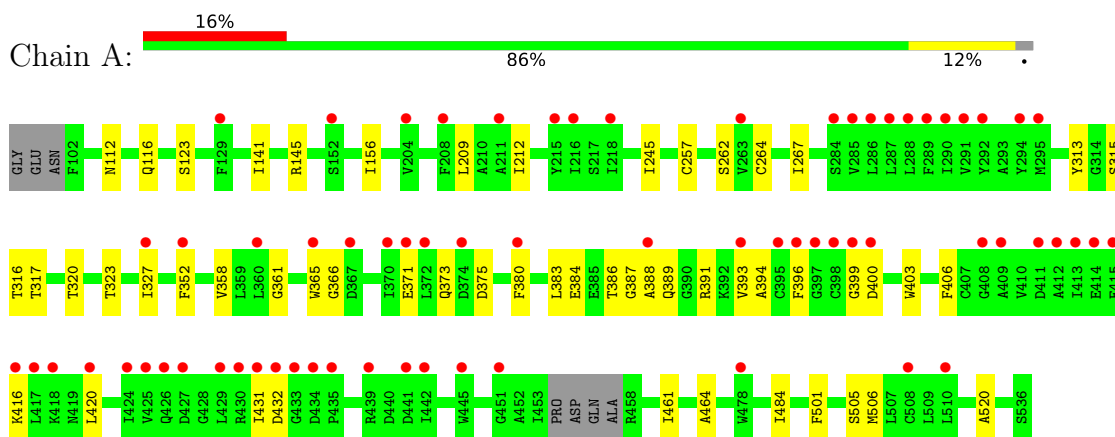 16%
Chain A:
86% 12% •
GLY GLU ASN F102 N112 Q116 S123 F129 I141 R145 S152 I156 V204 F208 L209 A210 A211 I212 Y215 I216 S217 I218 I245 C257 S262 V263 C264 I267 S284 V285 L286 L287 L288 F289 I290 V291 Y292 A293 Y294 M295 Y313 G314 S315
T316 T317 T320 T323 I327 F352 V358 L359 L360 G361 W365 G366 D367 I370 E371 L372 Q373 D374 D375 F380 L383 E384 E385 T386 G387 A388 Q389 G390 R391 K392 V393 A394 C395 F396 G397 C398 G399 D400 W403 F406 C407 G408 A409 V410 D411 A412 I413 E414 E415
K416 L417 K418 N419 L420 I424 V425 Q426 D427 G428 L429 R430 I431 D432 G433 D434 P435 R439 D440 D441 I442 W445 G451 A452 I453 PRO ASP GLN ALA R458 I461 A464 W478 I484 F501 S505 M506 L507 C508 L509 L510 A520 S536